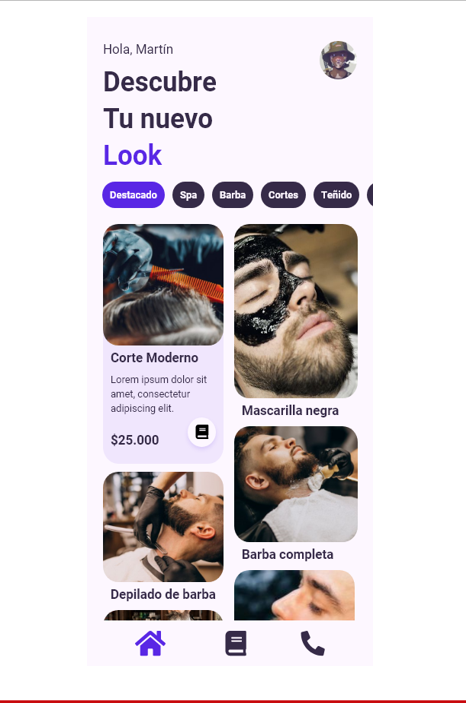 Hola, Martín
Descubre
Tu nuevo
Look
Destacado
Spa
Barba
Cortes
Teñido
Corte Moderno
Lorem ipsum dolor sit
amet, consectetur
adipiscing elit.
$25.000
Depilado de barba
Mascarilla negra
Barba completa